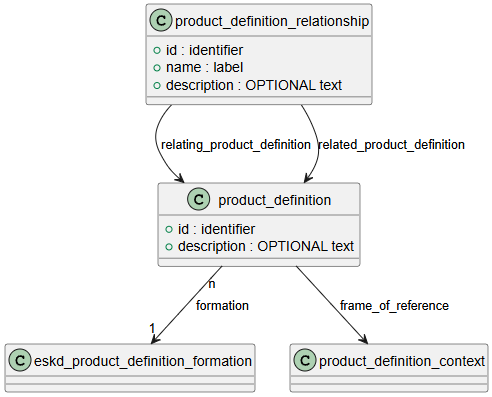 C product_definition_relationship
id : identifier
name : label
description : OPTIONAL text
relating_product_definition
related_product_definition
C product_definition
id : identifier
description : OPTIONAL text
n
formation
frame_of_reference
1
C eskd_product_definition_formation
C product_definition_context